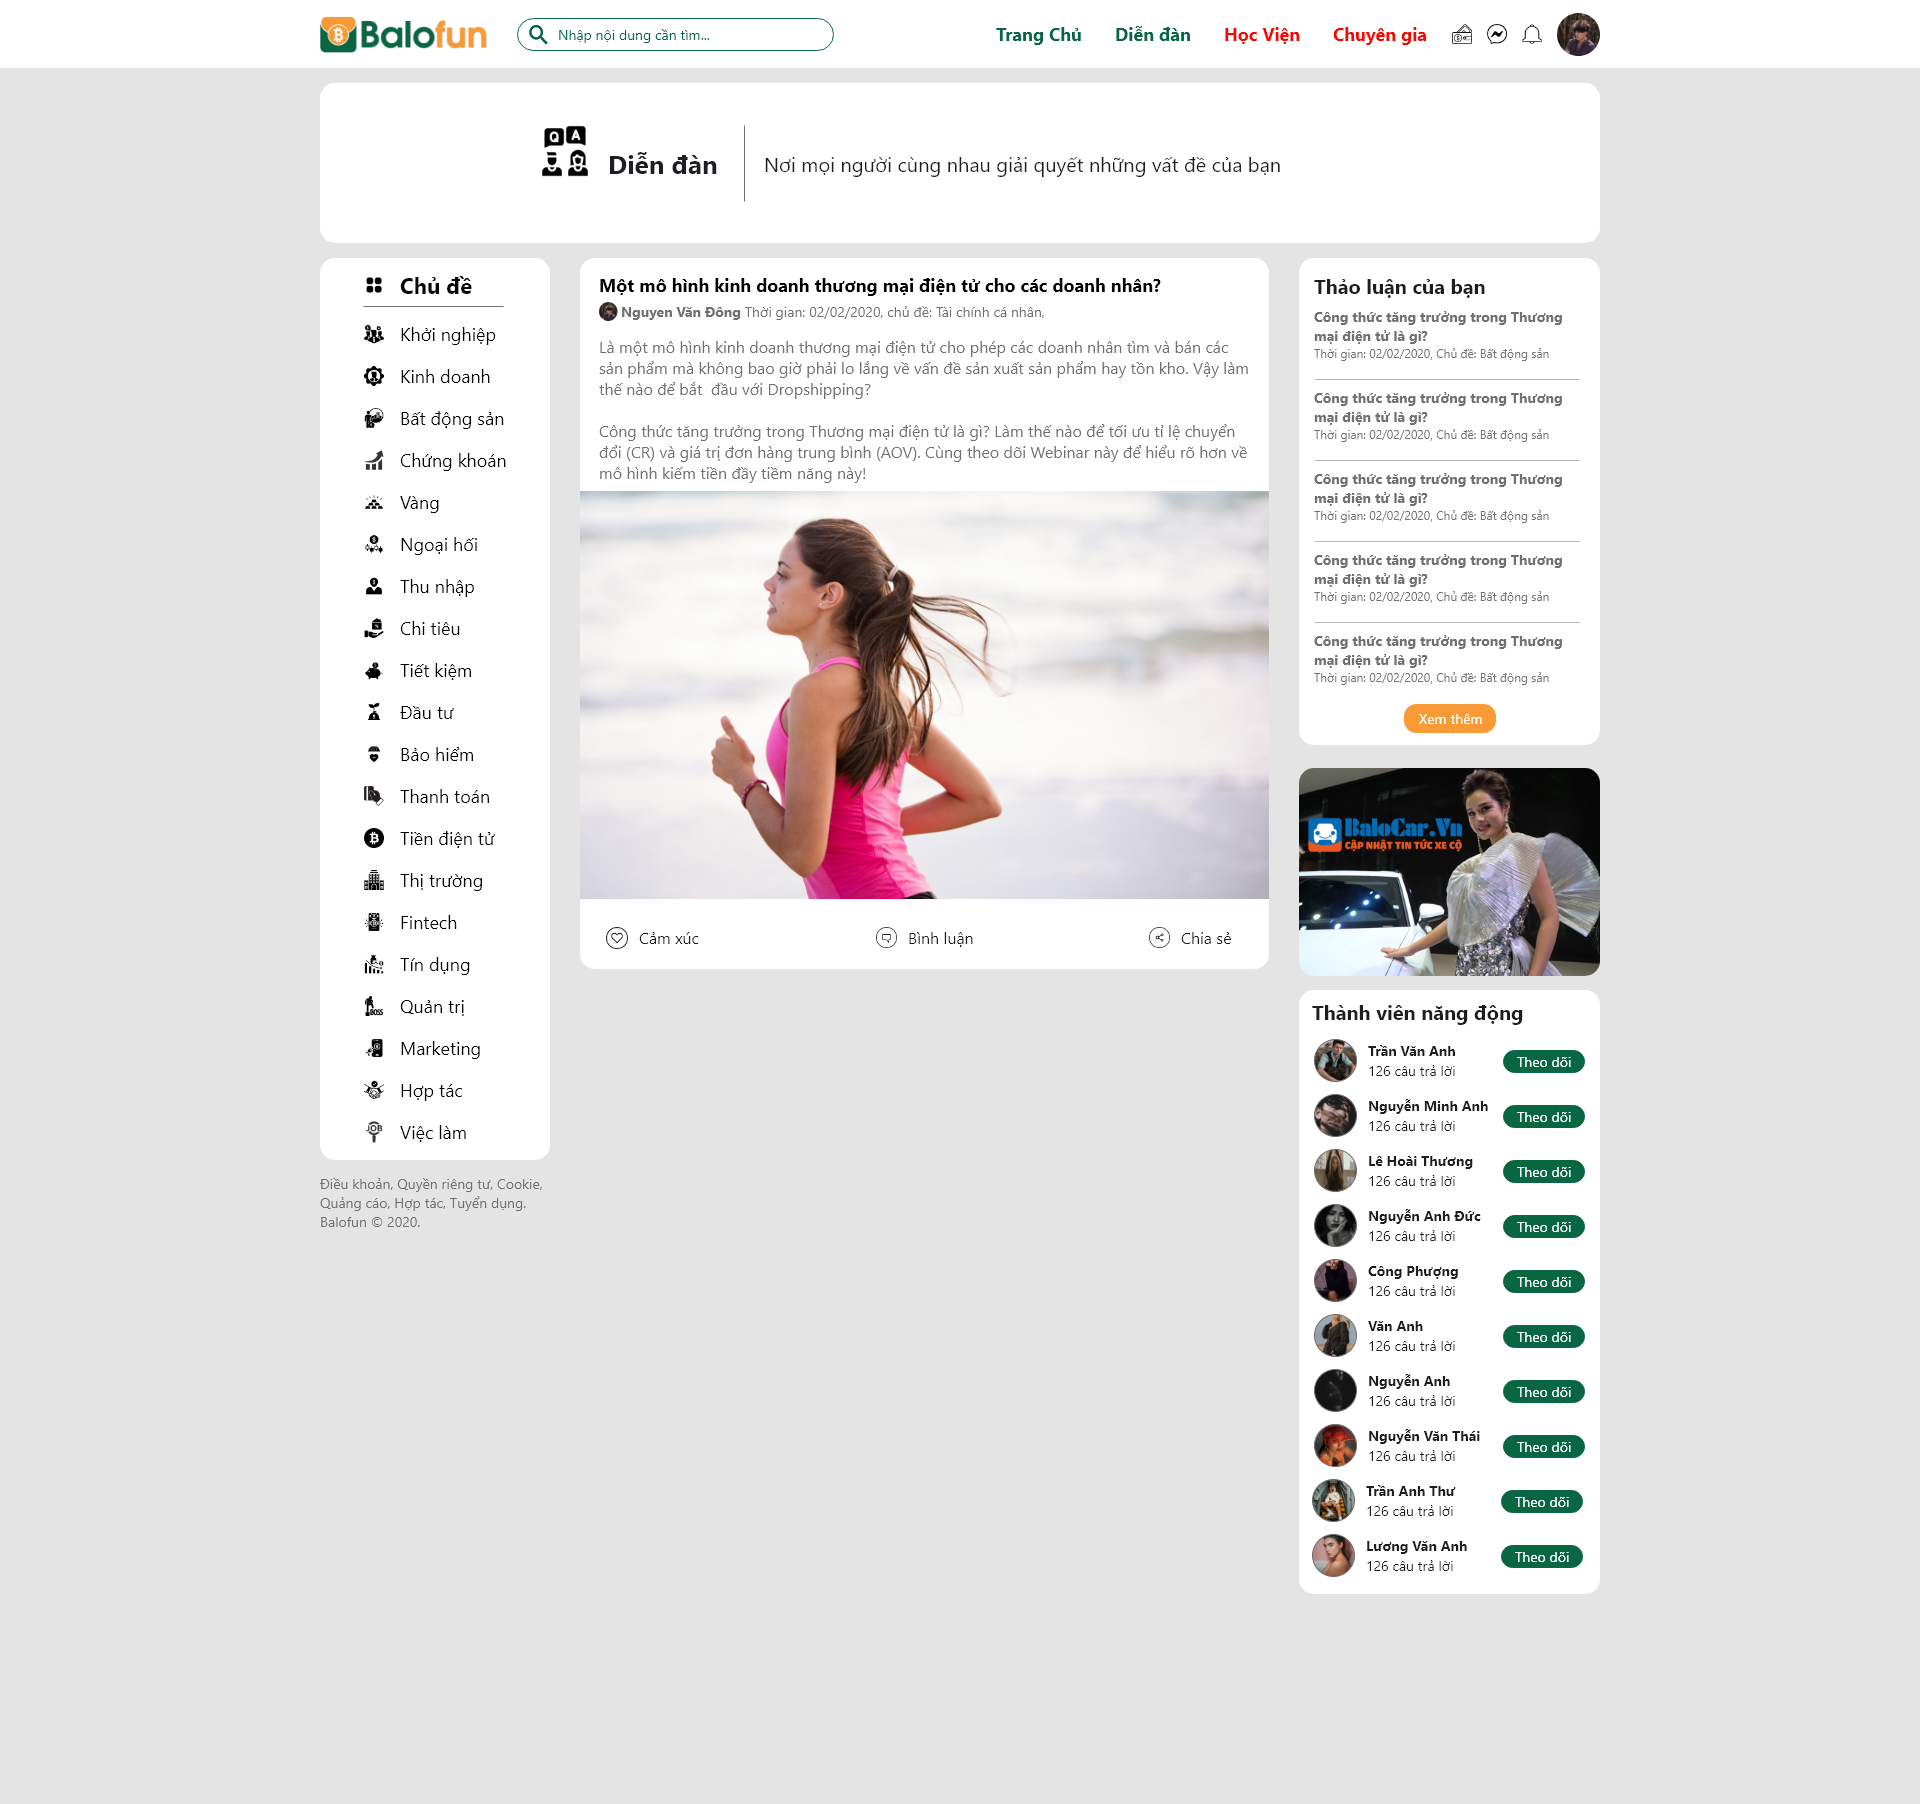 Balofun
Nhập nội dung cần tìm...
Trang Chủ
Diễn đàn
Học Viện
Chuyên gia
Q A
Diễn đàn
Nơi mọi người cùng nhau giải quyết những vất đề của bạn
Chủ đề
Khởi nghiệp
Kinh doanh
Bất động sản
Chứng khoán
Vàng
Ngoại hối
Thu nhập
Chi tiêu
Tiết kiệm
Đầu tư
Bảo hiểm
Thanh toán
Tiền điện tử
Thị trường
Fintech
Tín dụng
BOSS
Quản trị
Marketing
Hợp tác
JOB
Việc làm
Điều khoản, Quyền riêng tư, Cookie,
Quảng cáo, Hợp tác, Tuyển dụng.
Balofun © 2020.
Một mô hình kinh doanh thương mại điện tử cho các doanh nhân?
Nguyen Văn Đông Thời gian: 02/02/2020, chủ đề: Tài chính cá nhân,
Là một mô hình kinh doanh thương mại điện tử cho phép các doanh nhân tìm và bán các
sản phẩm mà không bao giờ phải lo lắng về vấn đề sản xuất sản phẩm hay tồn kho. Vậy làm
thế nào để bắt  đầu với Dropshipping?
Công thức tăng trưởng trong Thương mại điện tử là gì? Làm thế nào để tối ưu tỉ lệ chuyển
đổi (CR) và giá trị đơn hàng trung bình (AOV). Cùng theo dõi Webinar này để hiểu rõ hơn về
mô hình kiếm tiền đầy tiềm năng này!
Cảm xúc
Bình luận
Chia sẻ
Thảo luận của bạn
Công thức tăng trưởng trong Thương
mại điện tử là gì?
Thời gian: 02/02/2020, Chủ đề: Bất động sản
Công thức tăng trưởng trong Thương
mại điện tử là gì?
Thời gian: 02/02/2020, Chủ đề: Bất động sản
Công thức tăng trưởng trong Thương
mại điện tử là gì?
Thời gian: 02/02/2020, Chủ đề: Bất động sản
Công thức tăng trưởng trong Thương
mại điện tử là gì?
Thời gian: 02/02/2020, Chủ đề: Bất động sản
Công thức tăng trưởng trong Thương
mại điện tử là gì?
Thời gian: 02/02/2020, Chủ đề: Bất động sản
Xem thêm
BaloCar.Vn
CẬP NHẬT TIN TỨC XE CỘ
Thành viên năng động
Trần Văn Anh
126 câu trả lời
Theo dõi
Nguyễn Minh Anh
126 câu trả lời
Theo dõi
Lê Hoài Thương
126 câu trả lời
Theo dõi
Nguyễn Anh Đức
126 câu trả lời
Theo dõi
Công Phượng
126 câu trả lời
Theo dõi
Văn Anh
126 câu trả lời
Theo dõi
Nguyễn Anh
126 câu trả lời
Theo dõi
Nguyễn Văn Thái
126 câu trả lời
Theo dõi
Trần Anh Thư
126 câu trả lời
Theo dõi
Lương Văn Anh
126 câu trả lời
Theo dõi